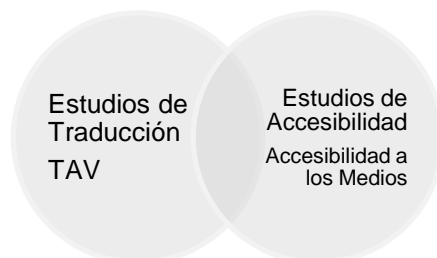 Estudios de
Traducción
TAV
Estudios de
Accesibilidad
Accesibilidad a
los Medios